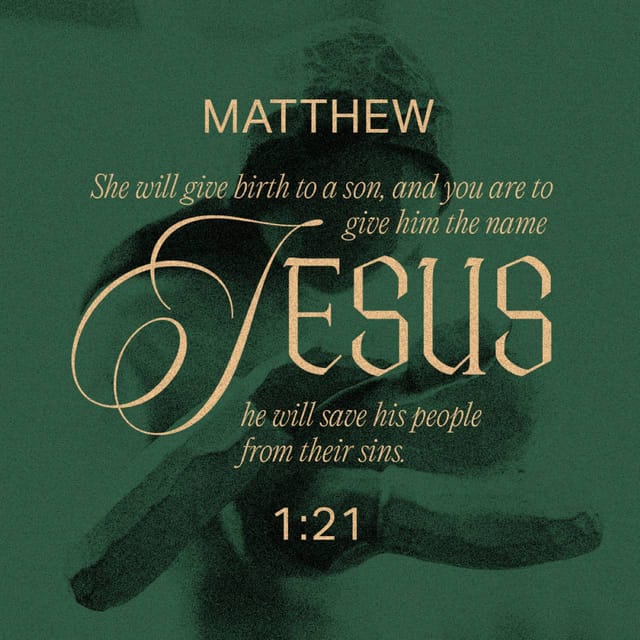 MATTHEW
She will give birth to a son, and you are to
give him the name
JESUS
he will save his people
from their sins.
1:21